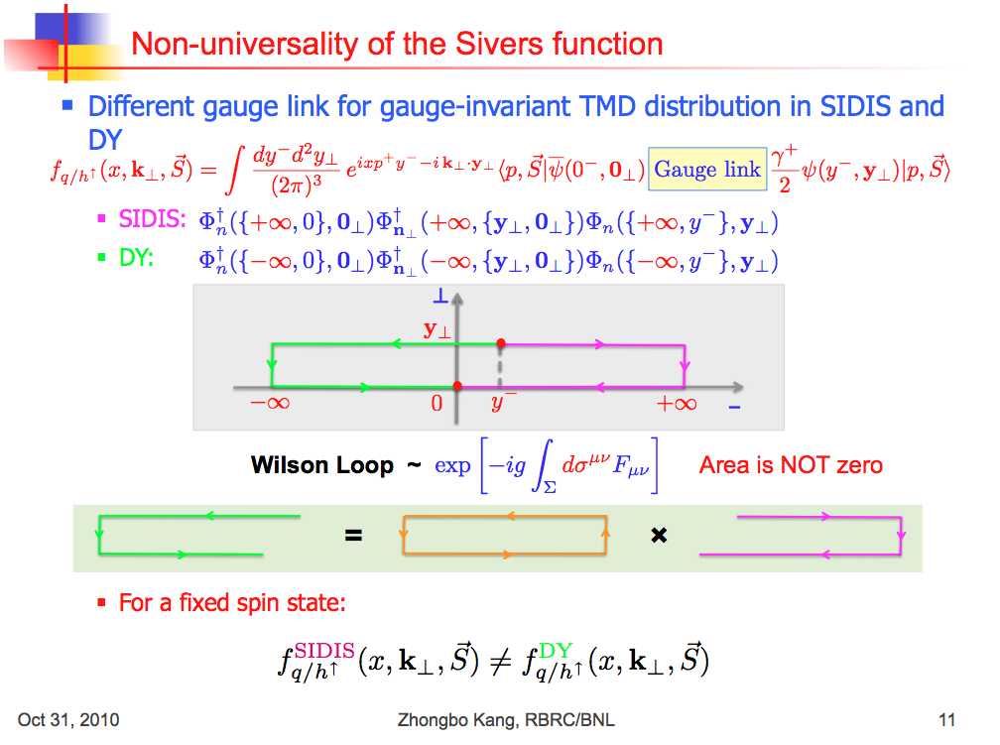 Non-universality of the Sivers function
Different gauge link for gauge-invariant TMD distribution in SIDIS and
DY
$f_{q/h^\uparrow}(x, \mathbf{k}_\perp, \vec{S}) = \int \frac{dy^- d^2y_\perp}{(2\pi)^3} e^{ixp^+y^- - i\,\mathbf{k}_\perp\cdot\mathbf{y}_\perp} \langle p, \vec{S}|\overline{\psi}(0^-, \mathbf{0}_\perp)$ Gauge link $\frac{\gamma^+}{2}\psi(y^-, \mathbf{y}_\perp)|p, \vec{S}\rangle$
SIDIS: $\Phi_n^\dagger(\{+\infty, 0\}, \mathbf{0}_\perp)\Phi_{\mathbf{n}_\perp}^\dagger(+\infty, \{\mathbf{y}_\perp, \mathbf{0}_\perp\})\Phi_n(\{+\infty, y^-\}, \mathbf{y}_\perp)$
DY: $\Phi_n^\dagger(\{-\infty, 0\}, \mathbf{0}_\perp)\Phi_{\mathbf{n}_\perp}^\dagger(-\infty, \{\mathbf{y}_\perp, \mathbf{0}_\perp\})\Phi_n(\{-\infty, y^-\}, \mathbf{y}_\perp)$
⊥
$\mathbf{y}_\perp$
−∞ 0 $y^-$ +∞ −
Wilson Loop ~ $\exp\left[-ig\int_\Sigma d\sigma^{\mu\nu}F_{\mu\nu}\right]$ Area is NOT zero
= ×
For a fixed spin state:
$f_{q/h^\uparrow}^{\mathrm{SIDIS}}(x, \mathbf{k}_\perp, \vec{S}) \neq f_{q/h^\uparrow}^{\mathrm{DY}}(x, \mathbf{k}_\perp, \vec{S})$
Oct 31, 2010 Zhongbo Kang, RBRC/BNL 11